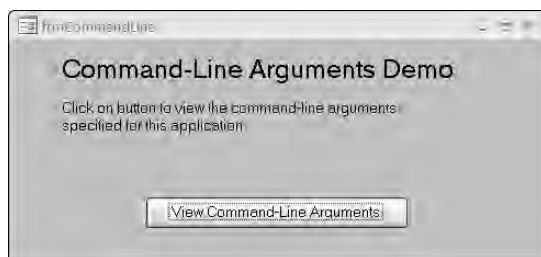 frmCommandLine
Command-Line Arguments Demo
Click on button to view the command-line arguments
specified for this application
View Command-Line Arguments